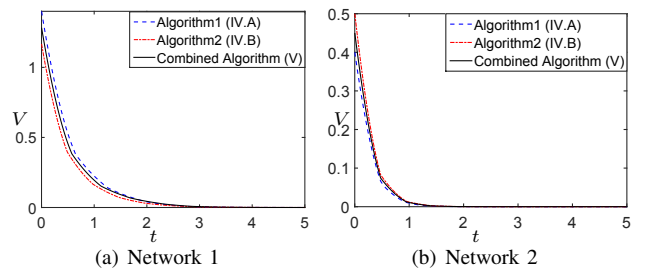 Algorithm1 (IV.A)
Algorithm2 (IV.B)
Combined Algorithm (V)
1
0.5
0
V
0 1 2 3 4 5
t
(a) Network 1
Algorithm1 (IV.A)
Algorithm2 (IV.B)
Combined Algorithm (V)
0.5
0.4
0.3
0.2
0.1
0
V
0 1 2 3 4 5
t
(b) Network 2